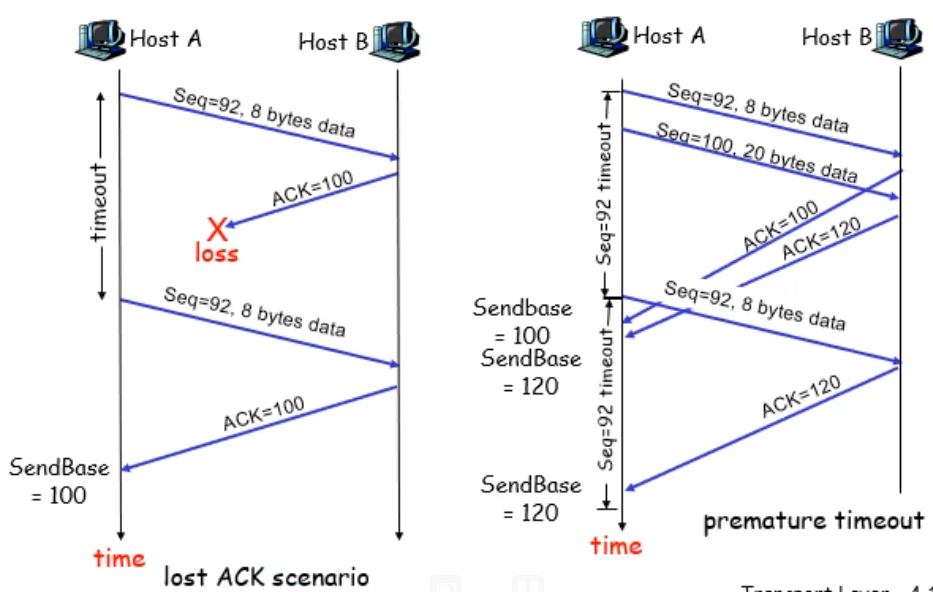 Host A
Host B
Seq=92, 8 bytes data
timeout
ACK=100
X
loss
Seq=92, 8 bytes data
ACK=100
SendBase
= 100
time
lost ACK scenario
Host A
Host B
Seq=92, 8 bytes data
Seq=100, 20 bytes data
Seq=92 timeout
ACK=100
ACK=120
Seq=92, 8 bytes data
Sendbase
= 100
SendBase
= 120
Seq=92 timeout
ACK=120
SendBase
= 120
premature timeout
time
Transport Layer